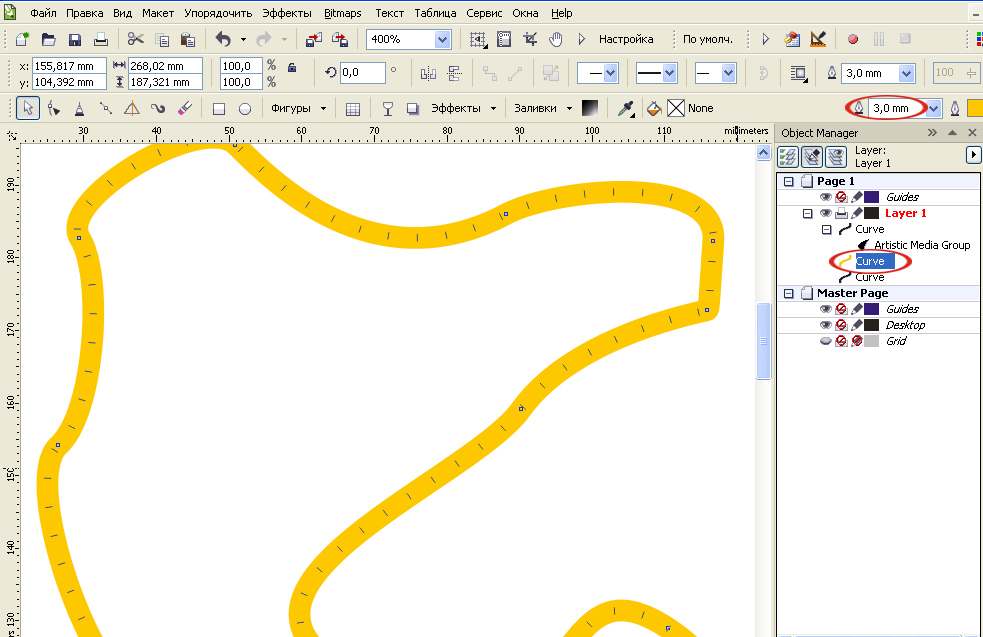 Файл Правка Вид Макет Упорядочить Эффекты Bitmaps Текст Таблица Сервис Окна Help
400% Настройка По умолч.
x: 155,817 mm 268,02 mm 100,0 % 0,0 ° 3,0 mm 100
y: 104,392 mm 187,321 mm 100,0 %
Фигуры Эффекты Заливки None 3,0 mm
30 40 50 60 70 80 90 100 110 milimeters
Object Manager
Layer:
Layer 1
Page 1
Guides
Layer 1
Curve
Artistic Media Group
Curve
Curve
Master Page
Guides
Desktop
Grid
190
180
170
160
150
140
130